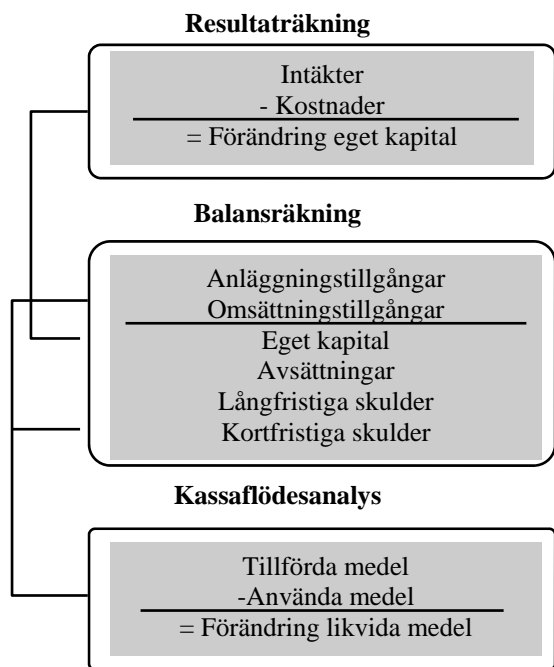 Resultaträkning
Intäkter
- Kostnader
= Förändring eget kapital
Balansräkning
Anläggningstillgångar
Omsättningstillgångar
Eget kapital
Avsättningar
Långfristiga skulder
Kortfristiga skulder
Kassaflödesanalys
Tillförda medel
-Använda medel
= Förändring likvida medel